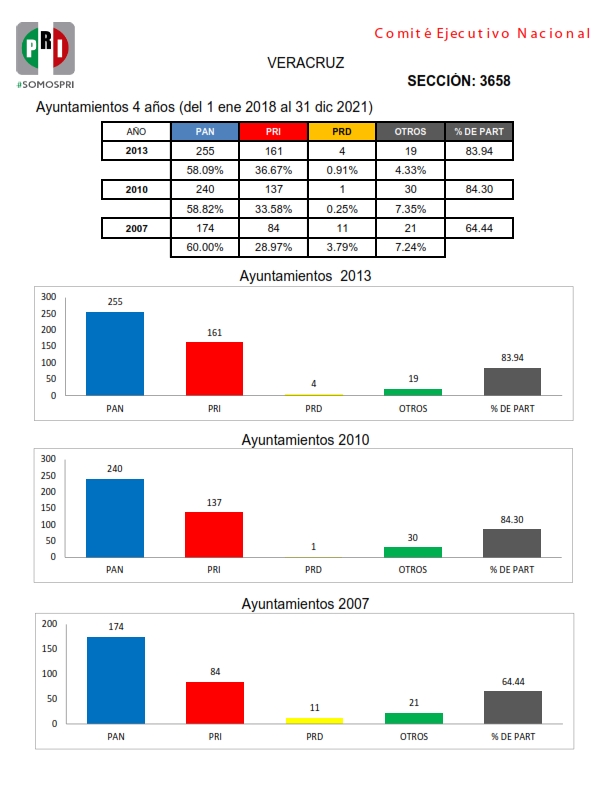 Comité Ejecutivo Nacional
PRI
#SOMOSPRI
VERACRUZ
SECCIÓN: 3658
Ayuntamientos 4 años (del 1 ene 2018 al 31 dic 2021)
AÑO PAN PRI PRD OTROS % DE PART
2013 255 161 4 19 83.94
58.09% 36.67% 0.91% 4.33%
2010 240 137 1 30 84.30
58.82% 33.58% 0.25% 7.35%
2007 174 84 11 21 64.44
60.00% 28.97% 3.79% 7.24%
Ayuntamientos 2013
300
250
200
150
100
50
0
255 161 4 19 83.94
PAN PRI PRD OTROS % DE PART
Ayuntamientos 2010
300
250
200
150
100
50
0
240 137 1 30 84.30
PAN PRI PRD OTROS % DE PART
Ayuntamientos 2007
200
150
100
50
0
174 84 11 21 64.44
PAN PRI PRD OTROS % DE PART